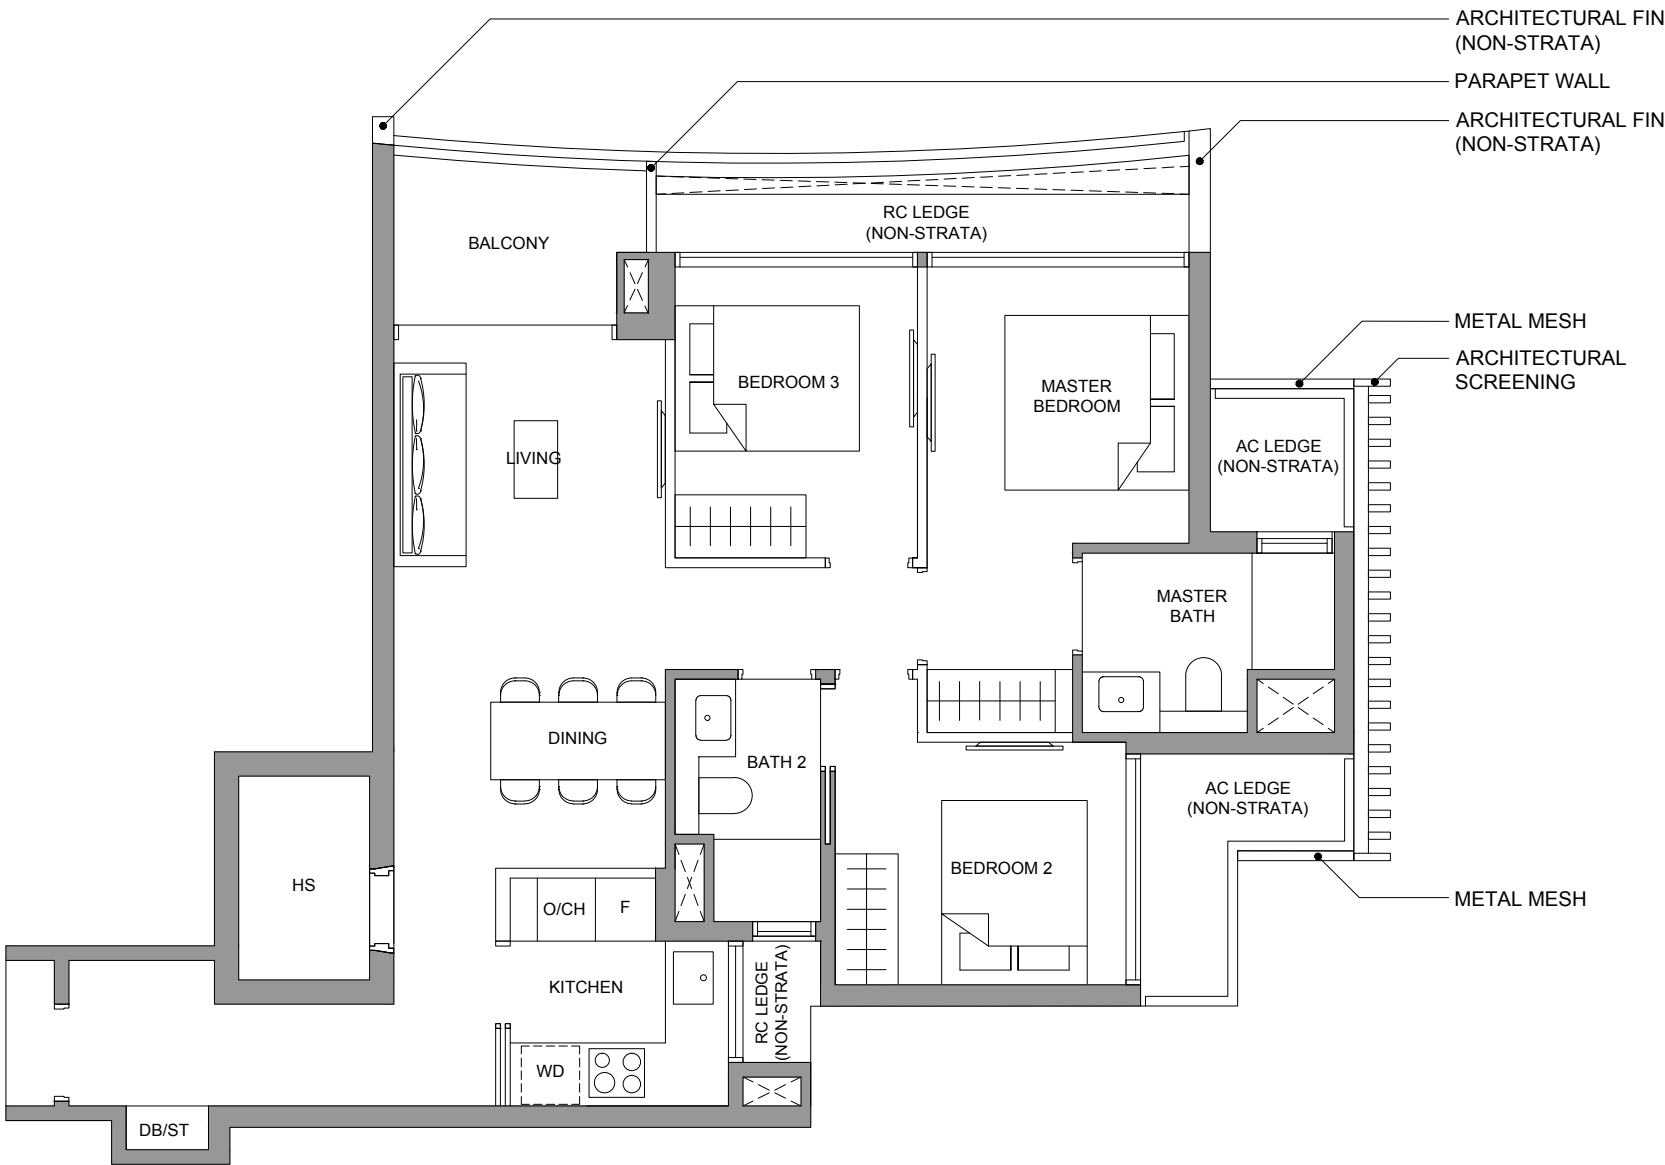 ARCHITECTURAL FIN
(NON-STRATA)
PARAPET WALL
ARCHITECTURAL FIN
(NON-STRATA)
RC LEDGE
(NON-STRATA)
BALCONY
METAL MESH
ARCHITECTURAL
SCREENING
BEDROOM 3
MASTER
BEDROOM
AC LEDGE
(NON-STRATA)
LIVING
MASTER
BATH
DINING
BATH 2
AC LEDGE
(NON-STRATA)
BEDROOM 2
HS
O/CH
F
METAL MESH
KITCHEN
RC LEDGE
(NON-STRATA)
WD
DB/ST